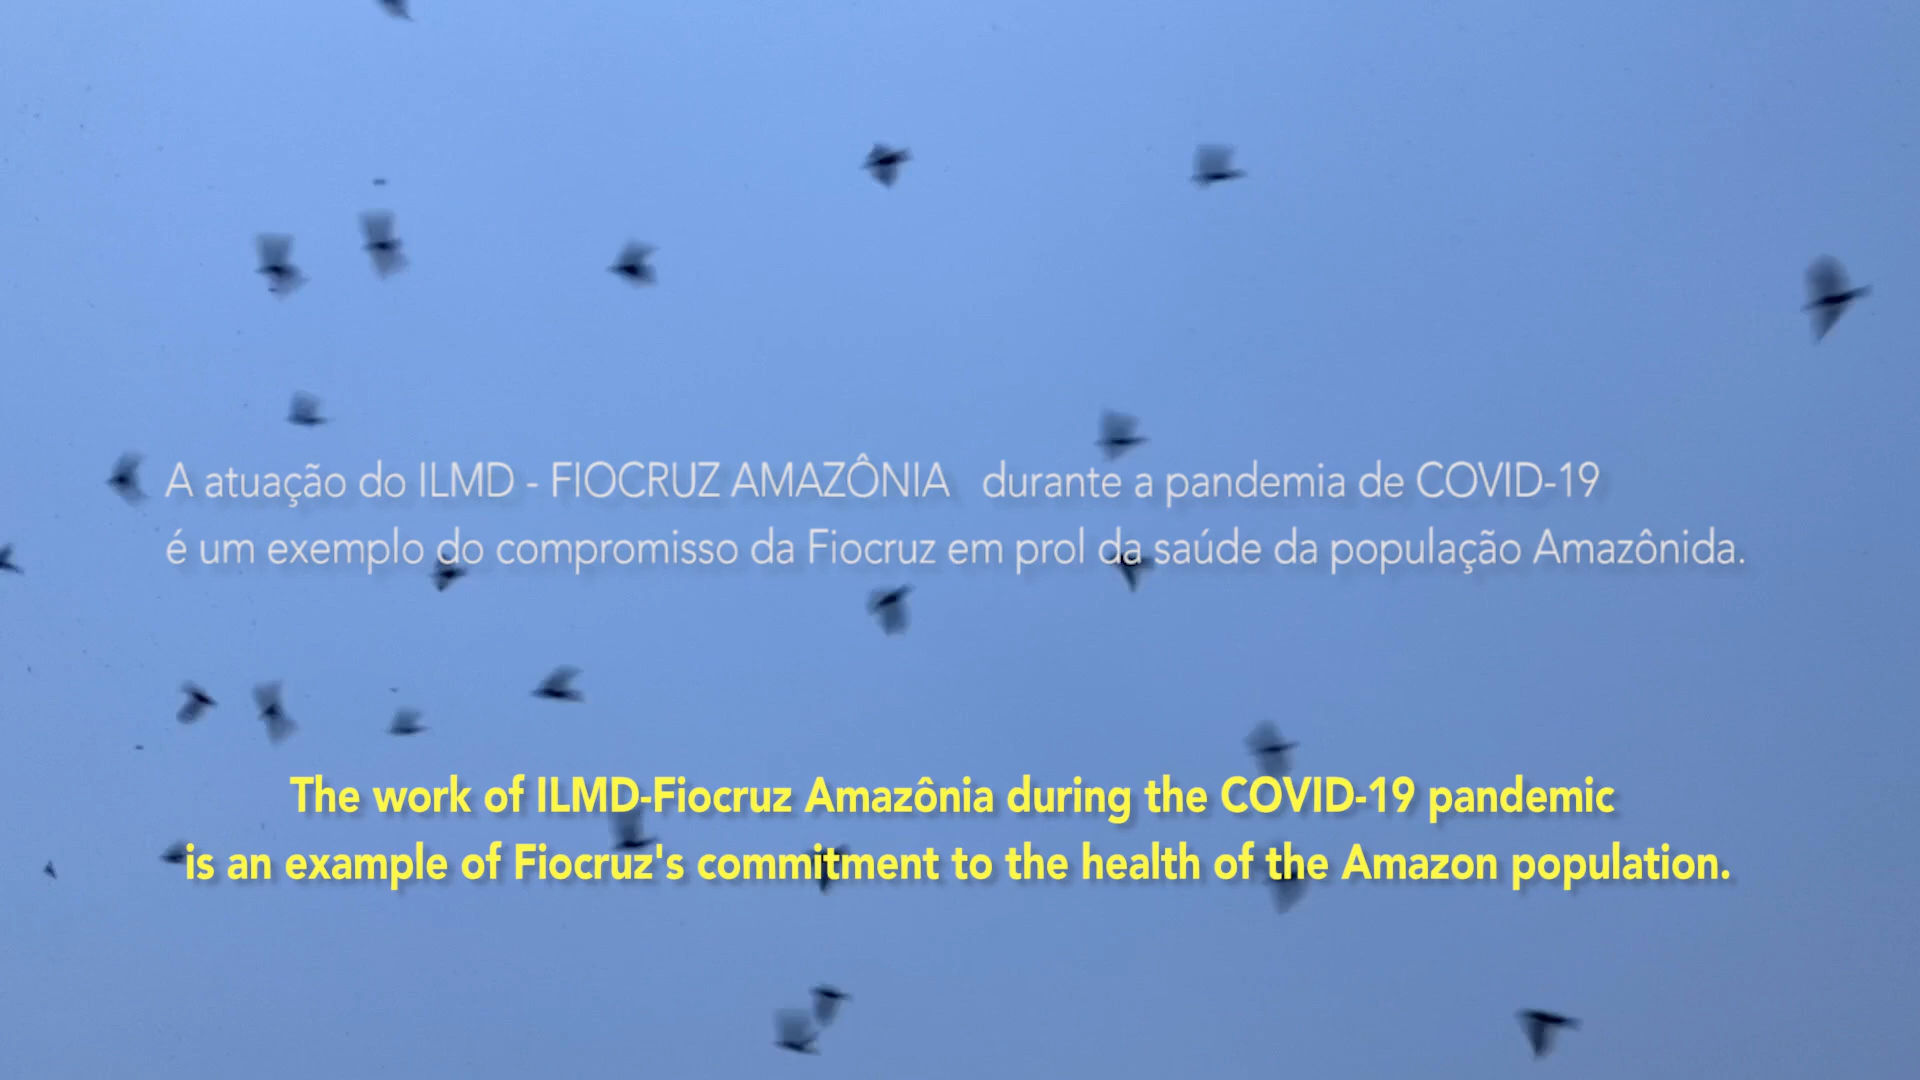 A atuação do ILMD - FIOCRUZ AMAZÔNIA durante a pandemia de COVID-19
é um exemplo do compromisso da Fiocruz em prol da saúde da população Amazônida.
The work of ILMD-Fiocruz Amazônia during the COVID-19 pandemic
is an example of Fiocruz's commitment to the health of the Amazon population.